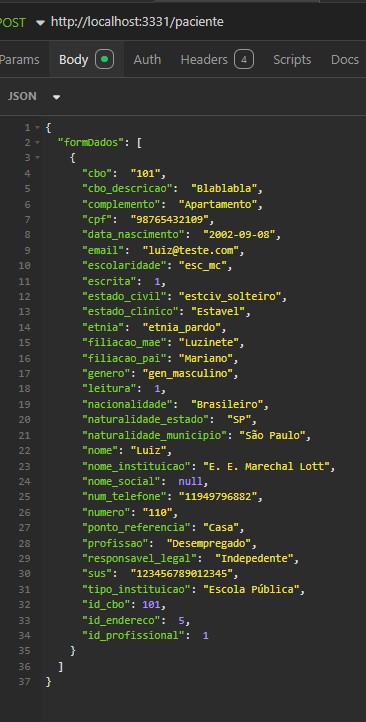 POST http://localhost:3331/paciente
Params Body Auth Headers 4 Scripts Docs
JSON
1 {
2 "formDados": [
3 {
4 "cbo": "101",
5 "cbo_descricao": "Blablabla",
6 "complemento": "Apartamento",
7 "cpf": "98765432109",
8 "data_nascimento": "2002-09-08",
9 "email": "luiz@teste.com",
10 "escolaridade": "esc_mc",
11 "escrita": 1,
12 "estado_civil": "estciv_solteiro",
13 "estado_clinico": "Estavel",
14 "etnia": "etnia_pardo",
15 "filiacao_mae": "Luzinete",
16 "filiacao_pai": "Mariano",
17 "genero": "gen_masculino",
18 "leitura": 1,
19 "nacionalidade": "Brasileiro",
20 "naturalidade_estado": "SP",
21 "naturalidade_municipio": "São Paulo",
22 "nome": "Luiz",
23 "nome_instituicao": "E. E. Marechal Lott",
24 "nome_social": null,
25 "num_telefone": "11949796882",
26 "numero": "110",
27 "ponto_referencia": "Casa",
28 "profissao": "Desempregado",
29 "responsavel_legal": "Indepedente",
30 "sus": "123456789012345",
31 "tipo_instituicao": "Escola Pública",
32 "id_cbo": 101,
33 "id_endereco": 5,
34 "id_profissional": 1
35 }
36 ]
37 }